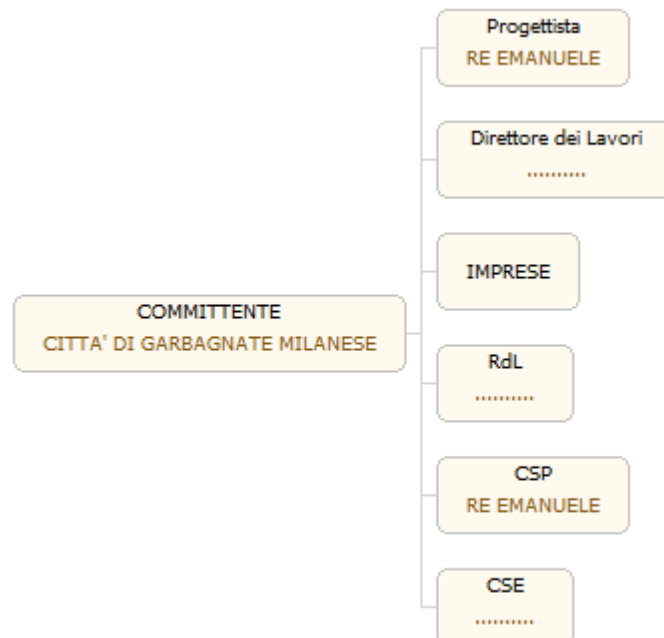 Progettista
RE EMANUELE
Direttore dei Lavori
..........
IMPRESE
COMMITTENTE
CITTA' DI GARBAGNATE MILANESE
RdL
..........
CSP
RE EMANUELE
CSE
..........